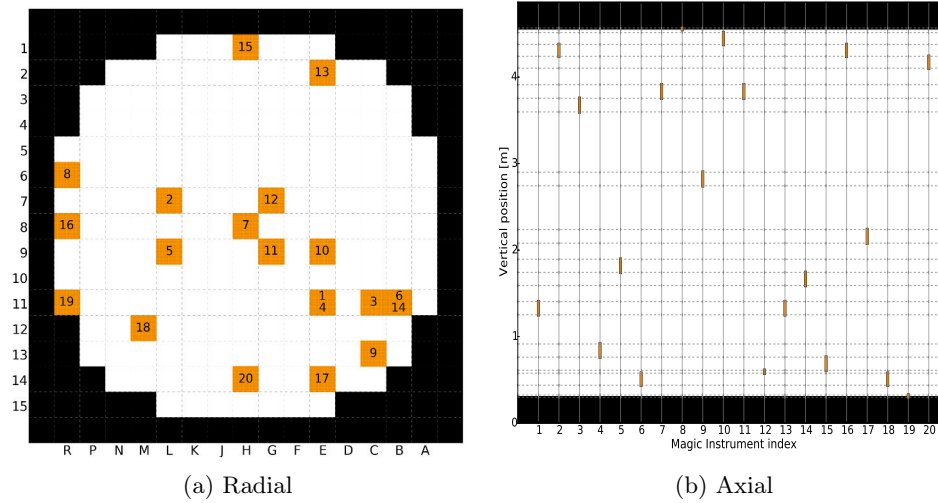 1 15
2 13
3
4
5
6 8
7 2 12
8 16 7
9 5 11 10
10
11 19 1 3 6
4 14
12 18
13 9
14 20 17
15
R P N M L K J H G F E D C B A
(a) Radial
Vertical position [m]
4
3
2
1
0
1 2 3 4 5 6 7 8 9 10 11 12 13 14 15 16 17 18 19 20
Magic Instrument index
(b) Axial